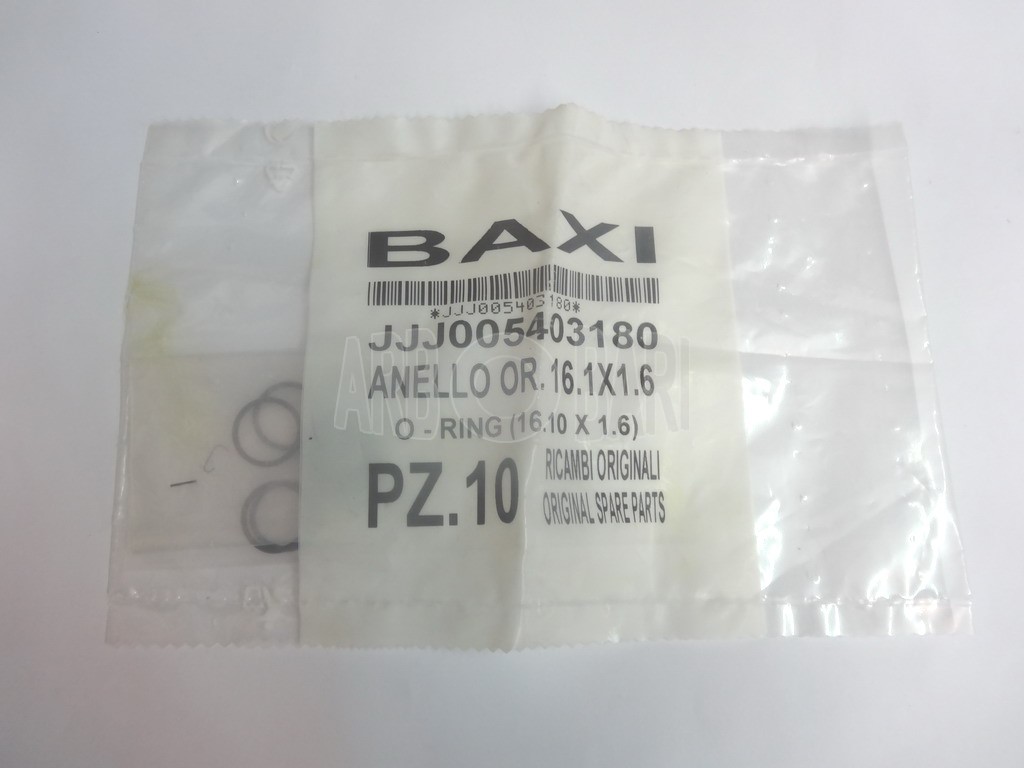 BAXI
*JJJ005403180*
JJJ005403180
ANELLO OR. 16.1X1.6
O - RING (16.10 X 1.6)
PZ.10
RICAMBI ORIGINALI
ORIGINAL SPARE PARTS